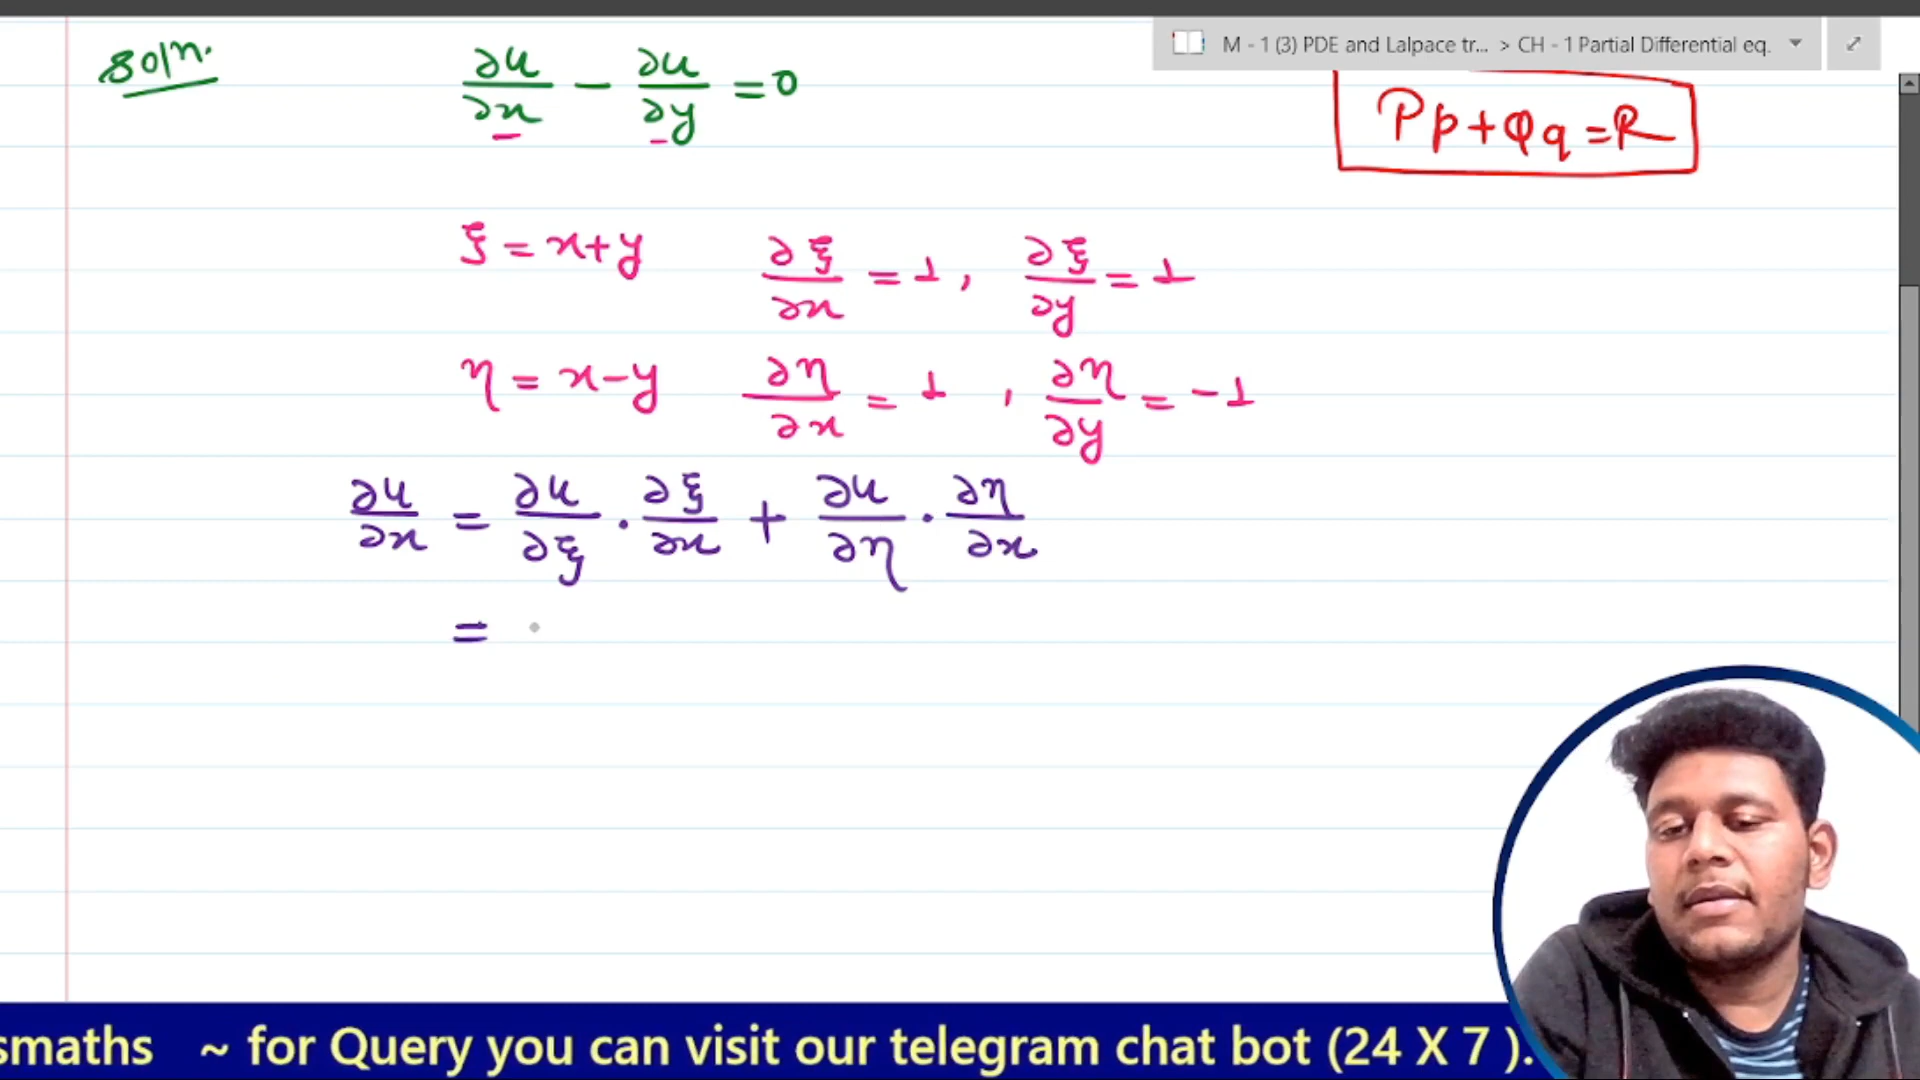 M - 1 (3) PDE and Lalpace tr... > CH - 1 Partial Differential eq.
Soln.
∂u/∂x − ∂u/∂y = 0
Pp + Qq = R
ξ = x+y ∂ξ/∂x = 1, ∂ξ/∂y = 1
η = x−y ∂η/∂x = 1, ∂η/∂y = −1
∂u/∂x = ∂u/∂ξ · ∂ξ/∂x + ∂u/∂η · ∂η/∂x
=
smaths ~ for Query you can visit our telegram chat bot (24 X 7 ).